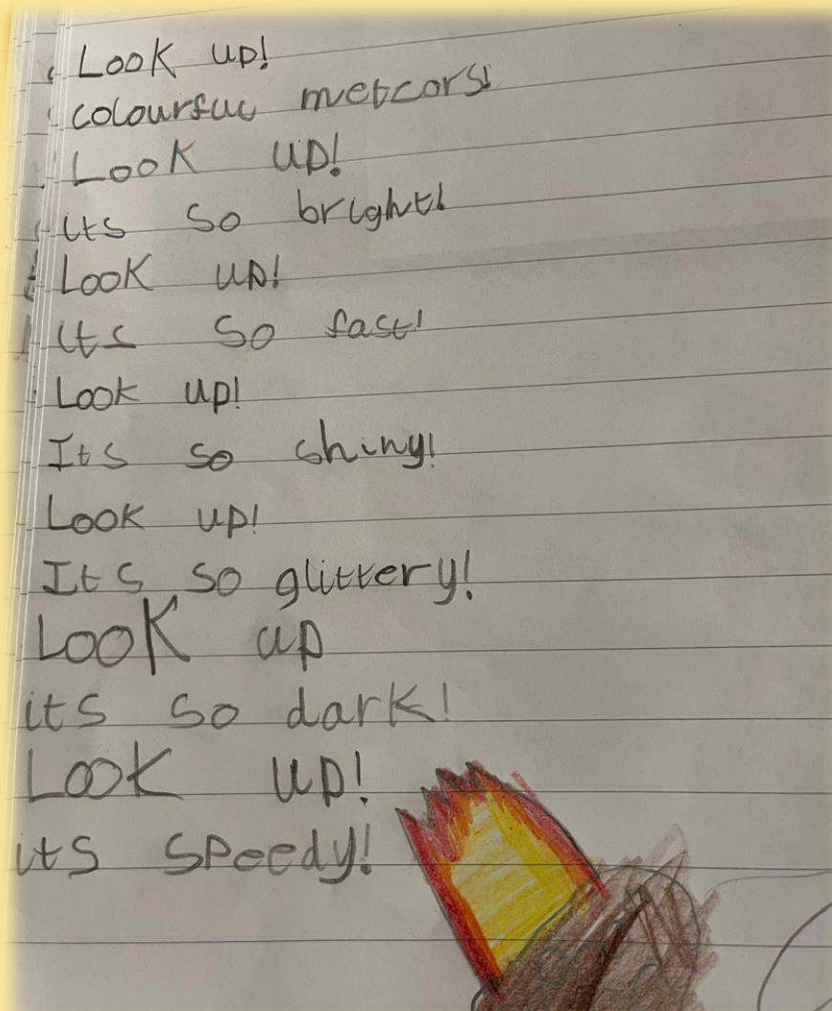 Look up!
colourful meteors!
Look up!
its so bright!
Look up!
its so fast!
Look up!
Its so shiny!
Look up!
Its so glittery!
Look up
its so dark!
Look up!
its speedy!